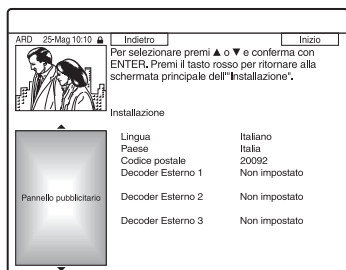 ARD 25-Mag 10:10 Indietro Inizio
Per selezionare premi ▲ o ▼ e conferma con
ENTER. Premi il tasto rosso per ritornare alla
schermata principale dell'"Installazione".
Installazione
Lingua Italiano
Paese Italia
Codice postale 20092
Decoder Esterno 1 Non impostato
Decoder Esterno 2 Non impostato
Decoder Esterno 3 Non impostato
Pannello pubblicitario